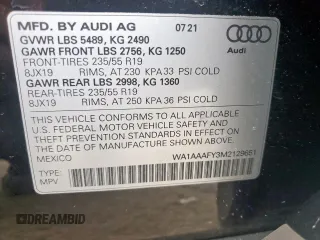 MFD. BY AUDI AG 07 21
GVWR LBS 5489, KG 2490
GAWR FRONT LBS 2756, KG 1250
FRONT-TIRES 235/55 R19
8JX19 RIMS, AT 230 KPA 33 PSI COLD
GAWR REAR LBS 2998, KG 1360
REAR-TIRES 235/55 R19
8JX19 RIMS, AT 250 KPA 36 PSI COLD
Audi
THIS VEHICLE CONFORMS TO ALL APPLICABLE
U.S. FEDERAL MOTOR VEHICLE SAFETY, BUMPER,
AND THEFT PREVENTION STANDARDS IN EFFECT ON
THE DATE OF MANUFACTURE SHOWN ABOVE.
MEXICO
TYPE:
MPV
DREAMBID